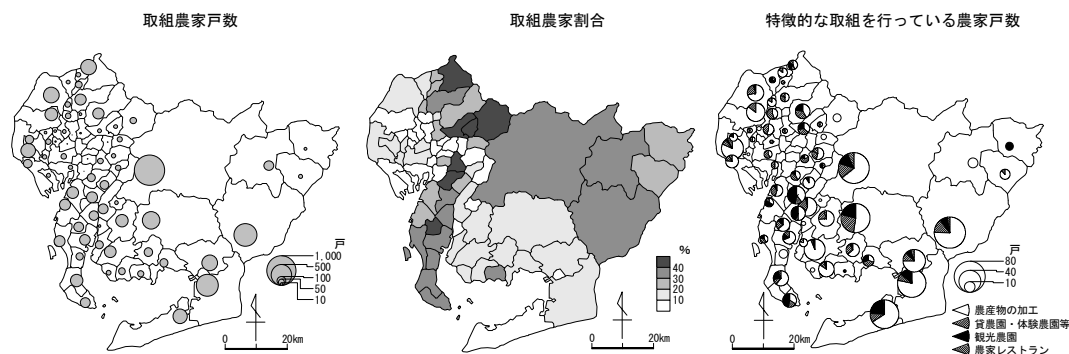 取組農家戸数
戸
1,000
500
100
50
10
0
20km
取組農家割合
%
40
30
20
10
0
20km
特徴的な取組を行っている農家戸数
戸
80
40
10
農産物の加工
貸農園・体験農園等
観光農園
農家レストラン
0
20km